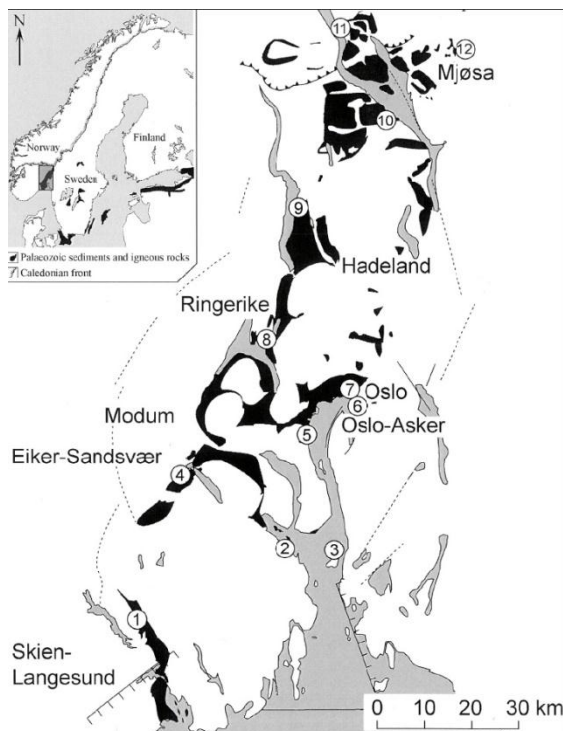 N
Norway
Finland
Sweden
Palaeozoic sediments and igneous rocks
Caledonian front
11
12
Mjøsa
10
9
Hadeland
Ringerike
8
7
Oslo
6
Oslo-Asker
5
Modum
Eiker-Sandsvær
4
2
3
1
Skien-
Langesund
0 10 20 30 km